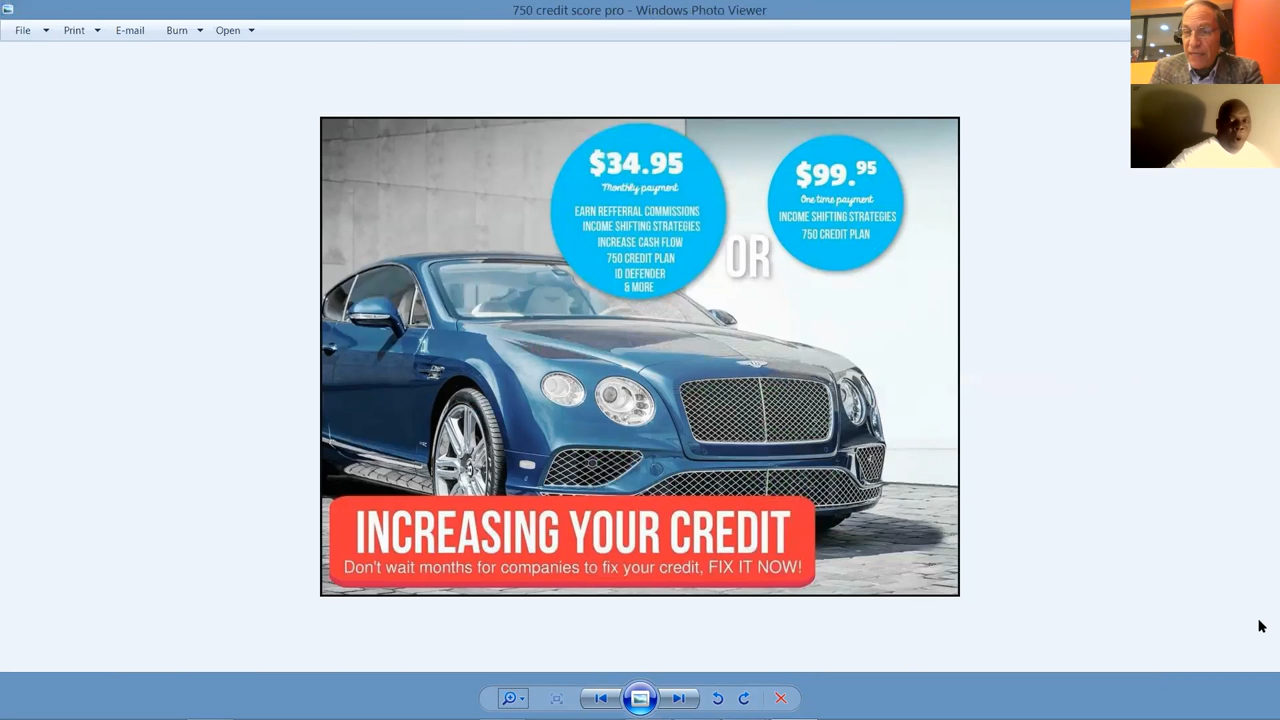 750 credit score pro - Windows Photo Viewer
File Print E-mail Burn Open
$34.95
Monthly payment
EARN REFFERRAL COMMISSIONS
INCOME SHIFTING STRATEGIES
INCREASE CASH FLOW
750 CREDIT PLAN
ID DEFENDER
& MORE
OR
$99.95
One time payment
INCOME SHIFTING STRATEGIES
750 CREDIT PLAN
INCREASING YOUR CREDIT
Don't wait months for companies to fix your credit, FIX IT NOW!